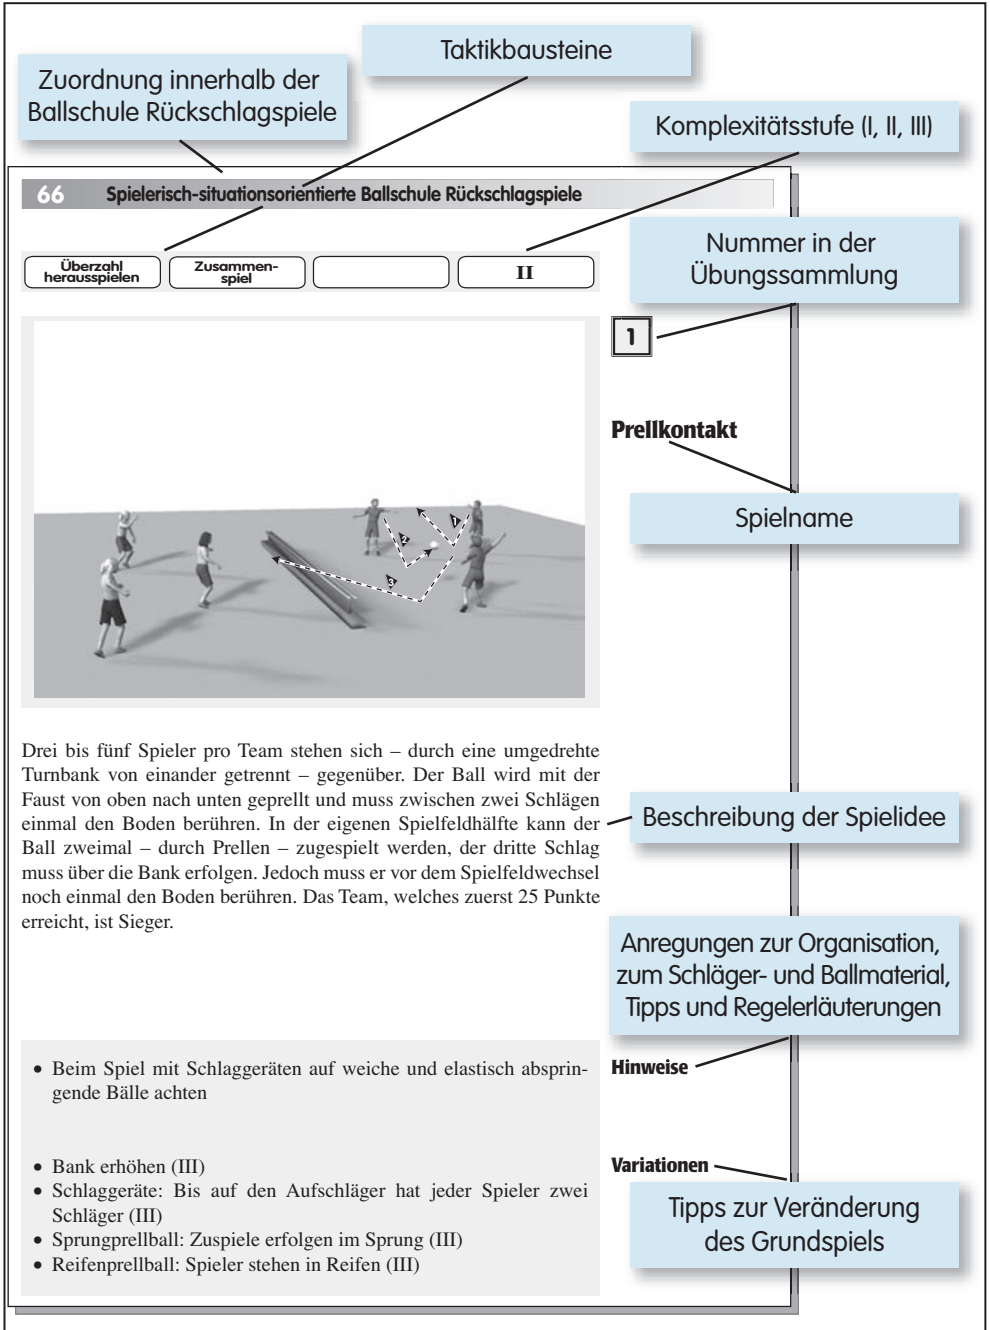 Taktikbausteine
Zuordnung innerhalb der
Ballschule Rückschlagspiele
Komplexitätsstufe (I, II, III)
66 Spielerisch-situationsorientierte Ballschule Rückschlagspiele
Nummer in der
Übungssammlung
Überzahl
herausspielen
Zusammen-
spiel
II
1
Prellkontakt
Spielname
1
2
3
Drei bis fünf Spieler pro Team stehen sich – durch eine umgedrehte
Turnbank von einander getrennt – gegenüber. Der Ball wird mit der
Faust von oben nach unten geprellt und muss zwischen zwei Schlägen
einmal den Boden berühren. In der eigenen Spielfeldhälfte kann der
Ball zweimal – durch Prellen – zugespielt werden, der dritte Schlag
muss über die Bank erfolgen. Jedoch muss er vor dem Spielfeldwechsel
noch einmal den Boden berühren. Das Team, welches zuerst 25 Punkte
erreicht, ist Sieger.
Beschreibung der Spielidee
Anregungen zur Organisation,
zum Schläger- und Ballmaterial,
Tipps und Regelerläuterungen
Hinweise
• Beim Spiel mit Schlaggeräten auf weiche und elastisch absprin-
gende Bälle achten
Variationen
• Bank erhöhen (III)
• Schlaggeräte: Bis auf den Aufschläger hat jeder Spieler zwei
Schläger (III)
• Sprungprellball: Zuspiele erfolgen im Sprung (III)
• Reifenprellball: Spieler stehen in Reifen (III)
Tipps zur Veränderung
des Grundspiels